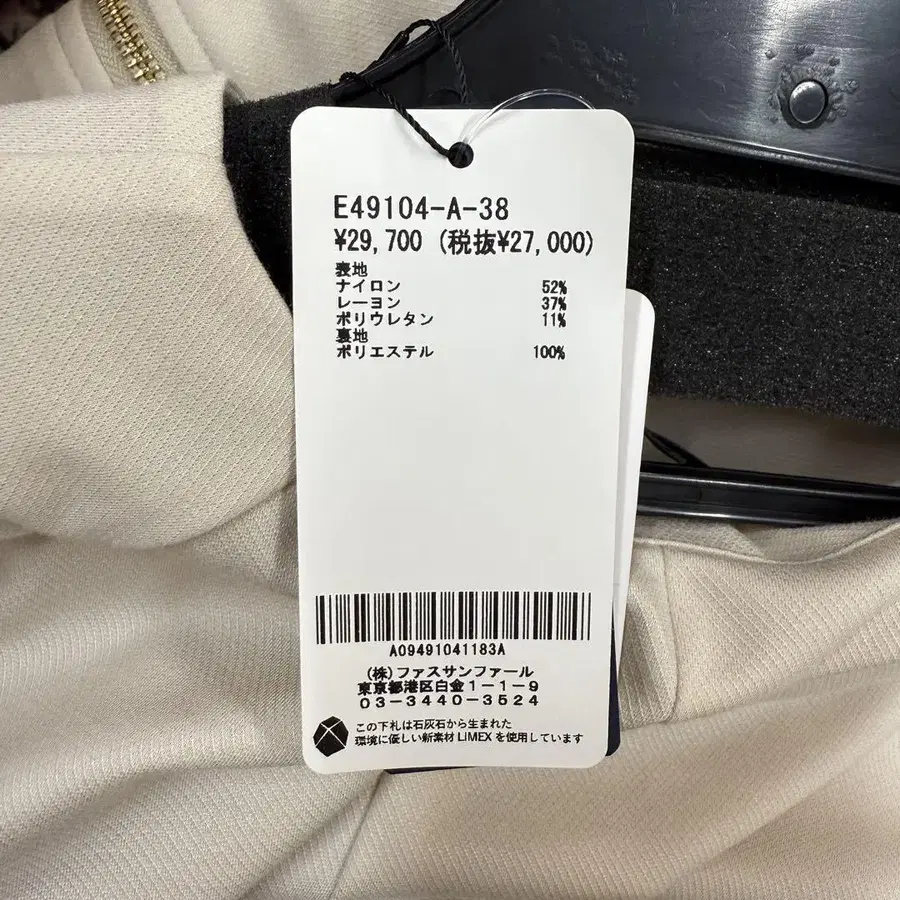 E49104-A-38
¥29,700 (税抜¥27,000)
表地
ナイロン 52%
レーヨン 37%
ポリウレタン 11%
裏地
ポリエステル 100%
A09491041183A
(株)ファスサンファール
東京都港区白金1-1-9
03-3440-3524
この下札は石灰石から生まれた
環境に優しい新素材 LIMEX を使用しています